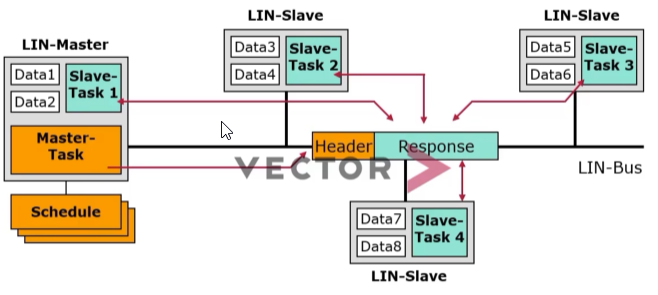 LIN-Slave
LIN-Slave
LIN-Master
Data1
Data2
Slave-
Task 1
Master-
Task
Schedule
Data3
Data4
Slave-
Task 2
Data5
Data6
Slave-
Task 3
Header
Response
LIN-Bus
VECTOR
Data7
Data8
Slave-
Task 4
LIN-Slave